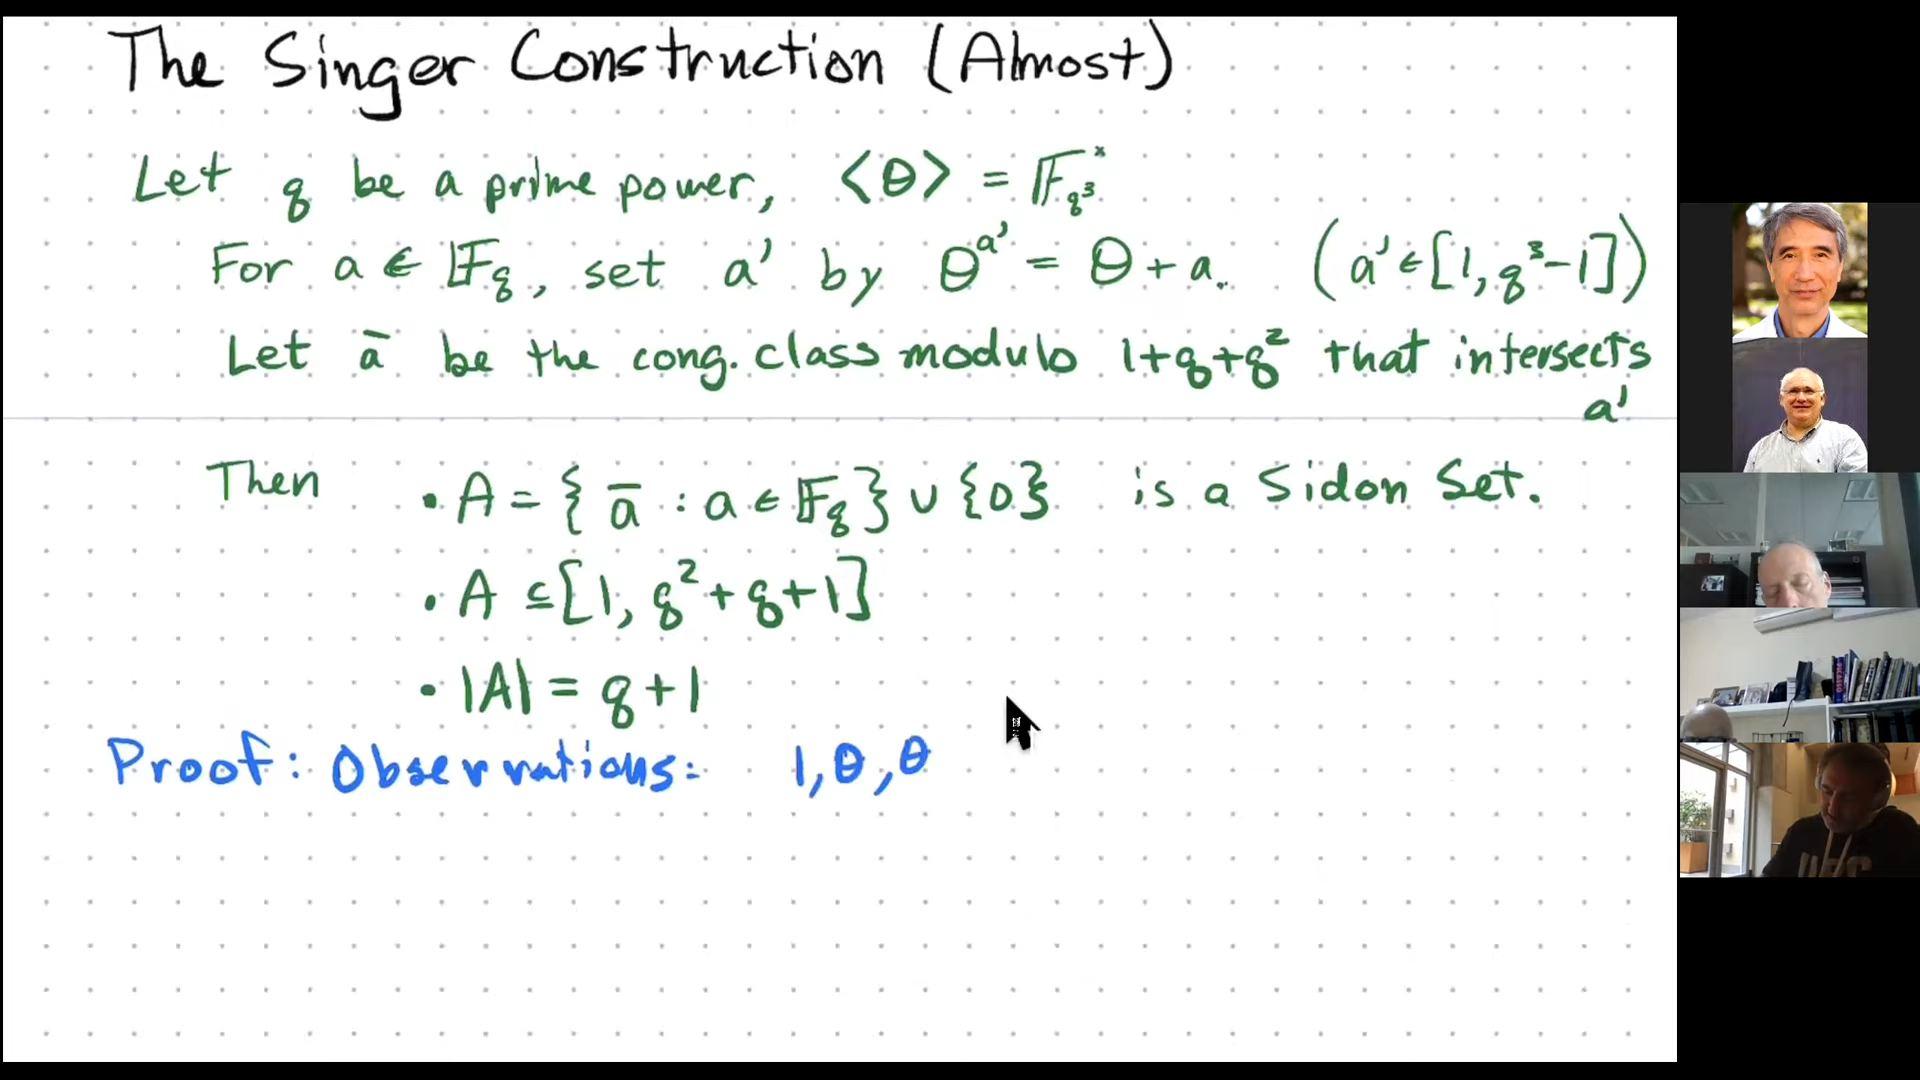 The Singer Construction (Almost)
Let q be a prime power, ⟨θ⟩ = 𝔽_{q³}^×
For a ∈ 𝔽_q, set a' by θ^{a'} = θ + a. (a' ∈ [1, q³-1])
Let ā be the cong. class modulo 1+q+q² that intersects
a'
Then • A = { ā : a ∈ 𝔽_q } ∪ {0} is a Sidon Set.
• A ⊆ [1, q²+q+1]
• |A| = q+1
Proof: Observations: 1, θ, θ